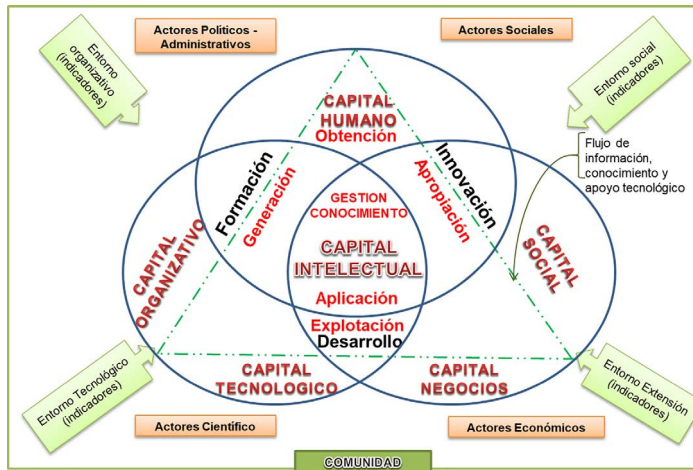 Actores Politicos -
Administrativos
Actores Sociales
Entorno
organizativo
(indicadores)
Entorno social
(indicadores)
CAPITAL
HUMANO
Obtención
Flujo de
información,
conocimiento y
apoyo tecnológico
Formación
Generación
Innovación
Apropiación
GESTION
CONOCIMIENTO
CAPITAL
ORGANIZATIVO
CAPITAL
INTELECTUAL
CAPITAL
SOCIAL
Aplicación
Explotación
Desarrollo
CAPITAL
TECNOLOGICO
CAPITAL
NEGOCIOS
Entorno Tecnológico
(indicadores)
Entorno Extensión
(indicadores)
Actores Científico
Actores Económicos
COMUNIDAD